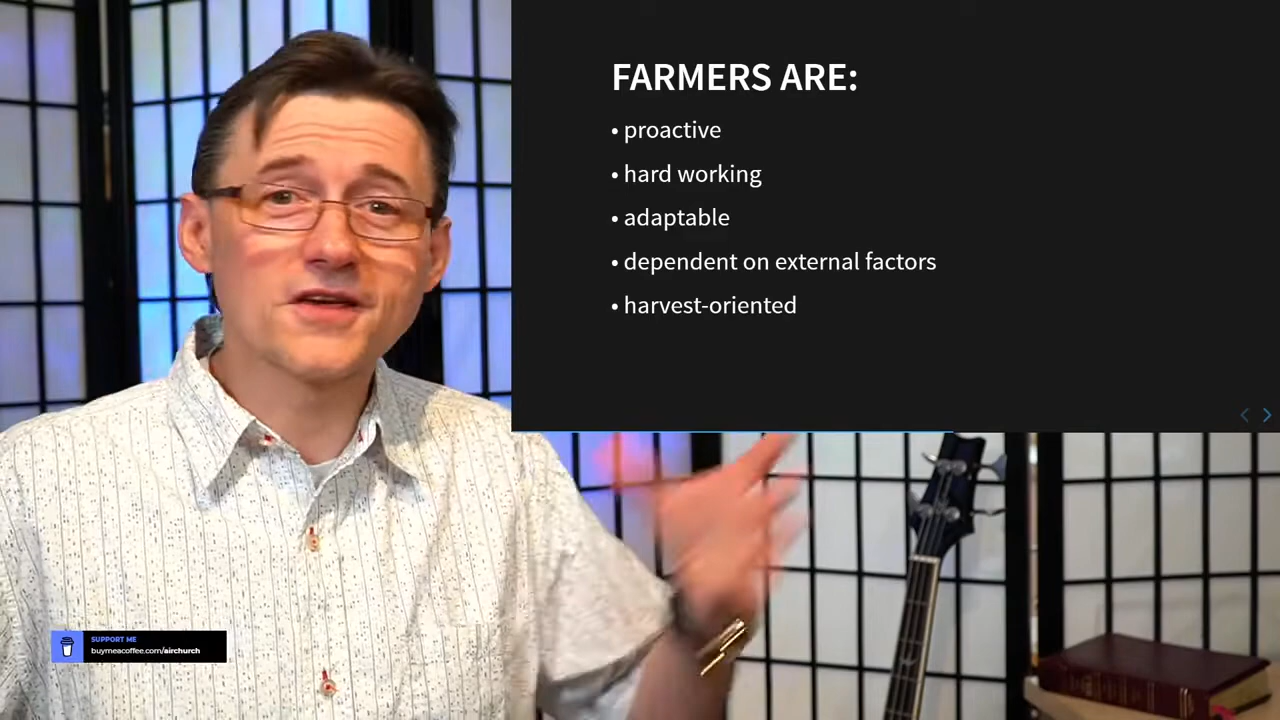 FARMERS ARE:
• proactive
• hard working
• adaptable
• dependent on external factors
• harvest-oriented
SUPPORT ME
buymeacoffee.com/airchurch